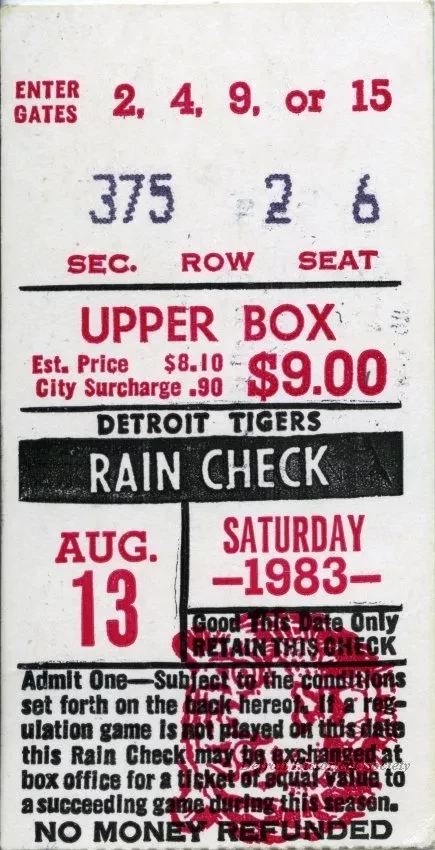 ENTER GATES 2, 4, 9, or 15
375 2 6
SEC. ROW SEAT
UPPER BOX
Est. Price $8.10
City Surcharge .90
$9.00
DETROIT TIGERS
RAIN CHECK
AUG. 13
SATURDAY
—1983—
Good This Date Only
RETAIN THIS CHECK
Admit One—Subject to the conditions
set forth on the back hereof. If a reg-
ulation game is not played on this date
this Rain Check may be exchanged at
box office for a ticket of equal value to
a succeeding game during this season.
NO MONEY REFUNDED